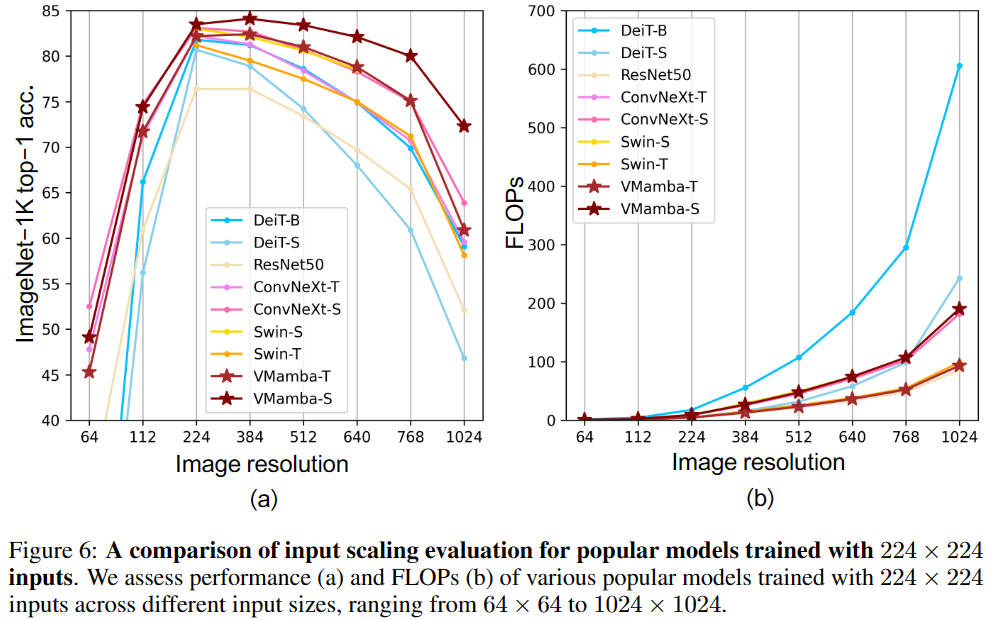 ImageNet−1K top−1 acc.
85
80
75
70
65
60
55
50
45
40
DeiT-B
DeiT-S
ResNet50
ConvNeXt-T
ConvNeXt-S
Swin-S
Swin-T
VMamba-T
VMamba-S
64 112 224 384 512 640 768 1024
Image resolution
(a)
FLOPs
700
600
500
400
300
200
100
0
DeiT-B
DeiT-S
ResNet50
ConvNeXt-T
ConvNeXt-S
Swin-S
Swin-T
VMamba-T
VMamba-S
64 112 224 384 512 640 768 1024
Image resolution
(b)
Figure 6: A comparison of input scaling evaluation for popular models trained with 224 × 224
inputs. We assess performance (a) and FLOPs (b) of various popular models trained with 224 × 224
inputs across different input sizes, ranging from 64 × 64 to 1024 × 1024.